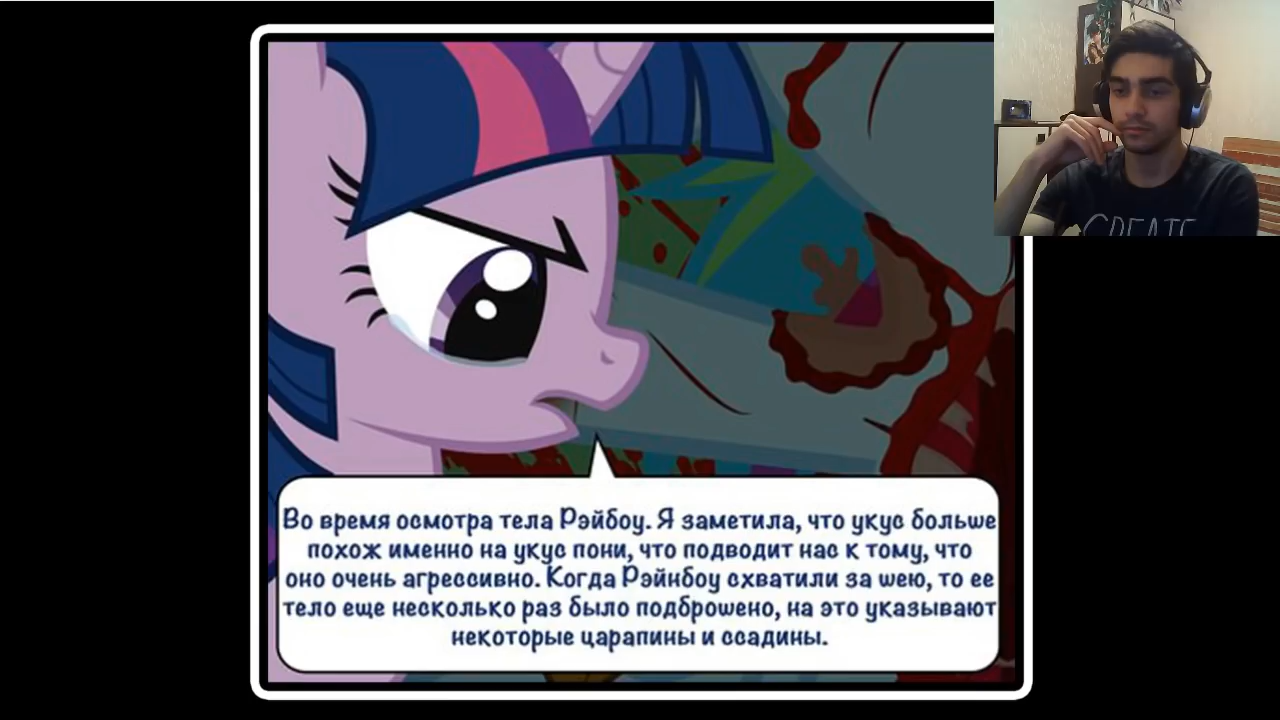 CREATE
Во время осмотра тела Рэйбоу. Я заметила, что укус больше
похож именно на укус пони, что подводит нас к тому, что
оно очень агрессивно. Когда Рэйнбоу схватили за шею, то ее
тело еще несколько раз было подброшено, на это указывают
некоторые царапины и ссадины.